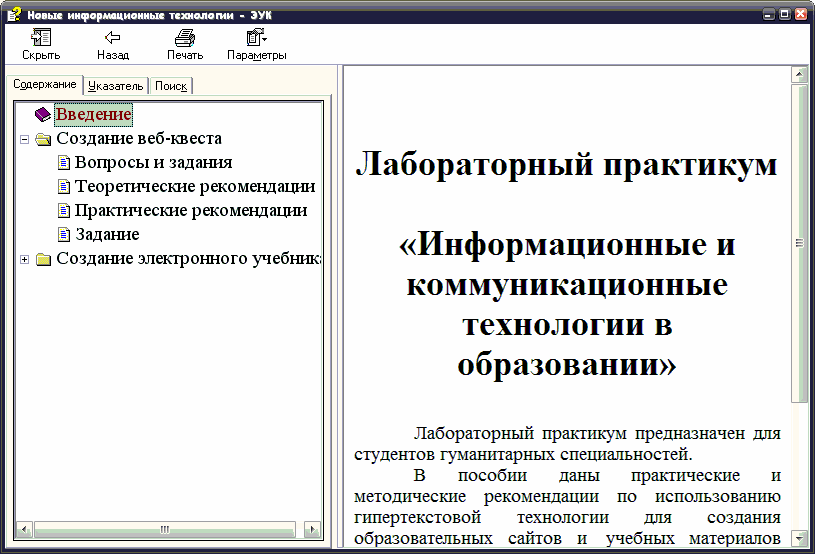 Новые информационные технологии - ЭУК
Скрыть Назад Печать Параметры
Содержание Указатель Поиск
Введение
Создание веб-квеста
Вопросы и задания
Теоретические рекомендации
Практические рекомендации
Задание
Создание электронного учебника
Лабораторный практикум
«Информационные и
коммуникационные
технологии в
образовании»
Лабораторный практикум предназначен для
студентов гуманитарных специальностей.
В пособии даны практические и
методические рекомендации по использованию
гипертекстовой технологии для создания
образовательных сайтов и учебных материалов